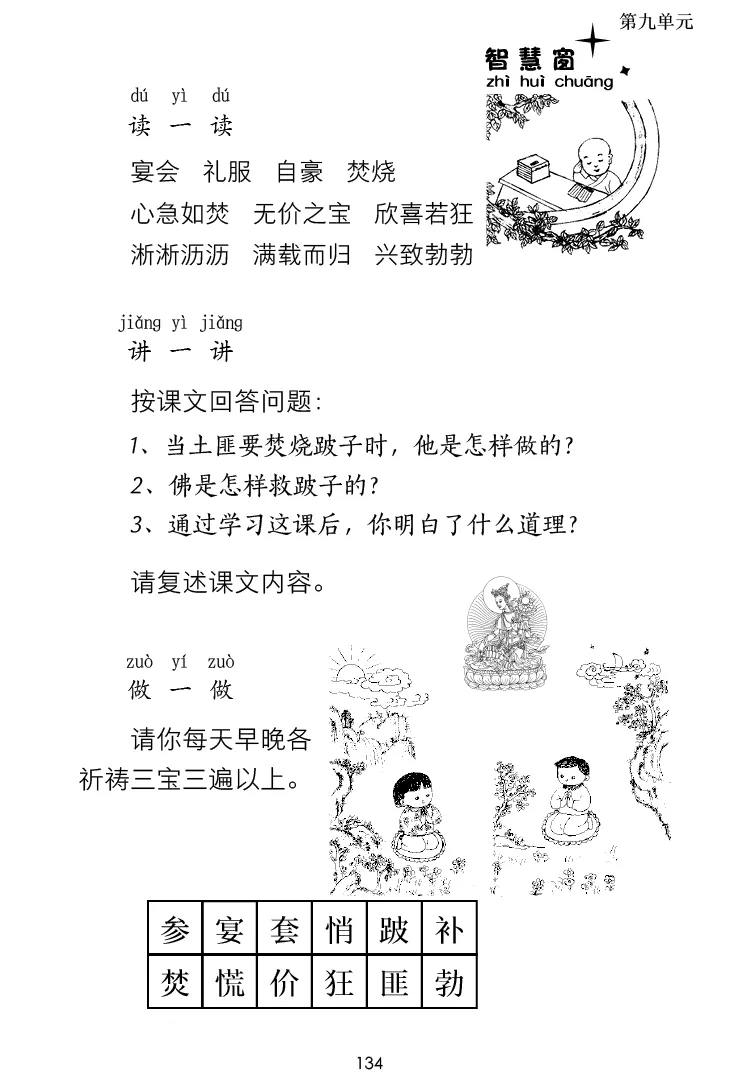 第九单元
智慧窗
zhì huì chuāng
dú yì dú
读一读
宴会 礼服 自豪 焚烧
心急如焚 无价之宝 欣喜若狂
淅淅沥沥 满载而归 兴致勃勃
jiǎng yì jiǎng
讲一讲
按课文回答问题：
1、当土匪要焚烧跛子时，他是怎样做的？
2、佛是怎样救跛子的？
3、通过学习这课后，你明白了什么道理？
请复述课文内容。
zuò yí zuò
做一做
请你每天早晚各
祈祷三宝三遍以上。
参 宴 套 悄 跛 补
焚 慌 价 狂 匪 勃
134